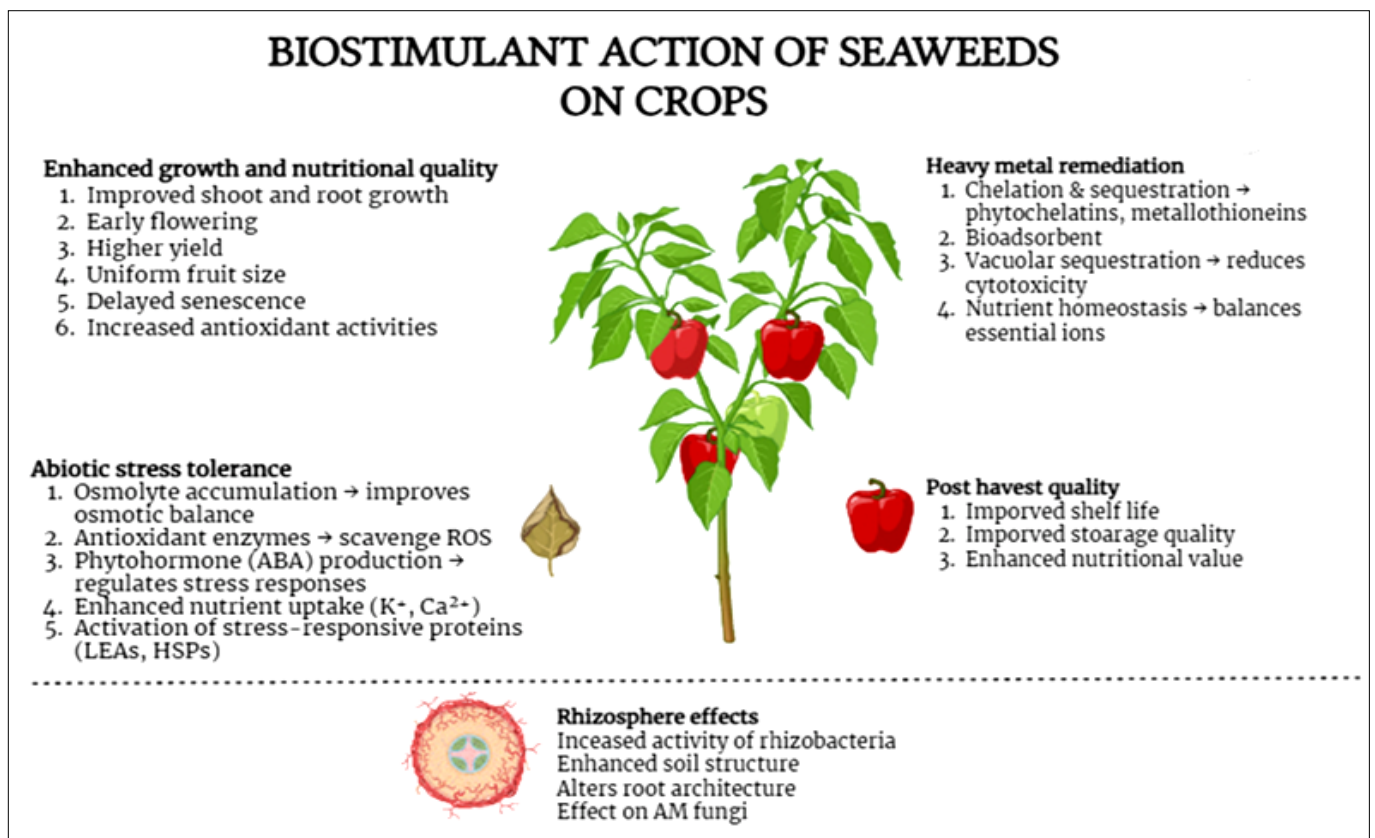 BIOSTIMULANT ACTION OF SEAWEEDS
ON CROPS
Enhanced growth and nutritional quality
1. Improved shoot and root growth
2. Early flowering
3. Higher yield
4. Uniform fruit size
5. Delayed senescence
6. Increased antioxidant activities
Abiotic stress tolerance
1. Osmolyte accumulation → improves
osmotic balance
2. Antioxidant enzymes → scavenge ROS
3. Phytohormone (ABA) production →
regulates stress responses
4. Enhanced nutrient uptake (K⁺, Ca²⁺)
5. Activation of stress-responsive proteins
(LEAs, HSPs)
Heavy metal remediation
1. Chelation & sequestration →
phytochelatins, metallothioneins
2. Bioadsorbent
3. Vacuolar sequestration → reduces
cytotoxicity
4. Nutrient homeostasis → balances
essential ions
Post havest quality
1. Imporved shelf life
2. Imporved stoarage quality
3. Enhanced nutritional value
Rhizosphere effects
Inceased activity of rhizobacteria
Enhanced soil structure
Alters root architecture
Effect on AM fungi